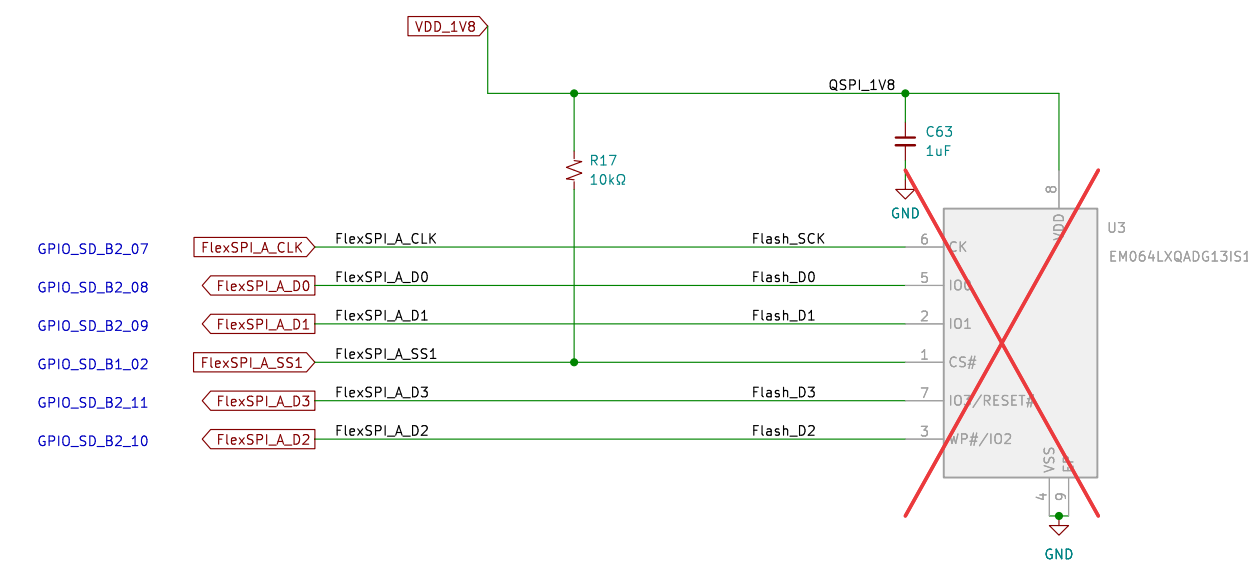 VDD_1V8
QSPI_1V8
C63
1uF
R17
10kΩ
8
GND
VDD
U3
GPIO_SD_B2_07 FlexSPI_A_CLK FlexSPI_A_CLK Flash_SCK 6 CK
EM064LXQADG13IS1
GPIO_SD_B2_08 FlexSPI_A_D0 FlexSPI_A_D0 Flash_D0 5 IO0
GPIO_SD_B2_09 FlexSPI_A_D1 FlexSPI_A_D1 Flash_D1 2 IO1
GPIO_SD_B1_02 FlexSPI_A_SS1 FlexSPI_A_SS1 1 CS#
GPIO_SD_B2_11 FlexSPI_A_D3 FlexSPI_A_D3 Flash_D3 7 IO3/RESET#
GPIO_SD_B2_10 FlexSPI_A_D2 FlexSPI_A_D2 Flash_D2 3 WP#/IO2
VSS
EP
4
9
GND